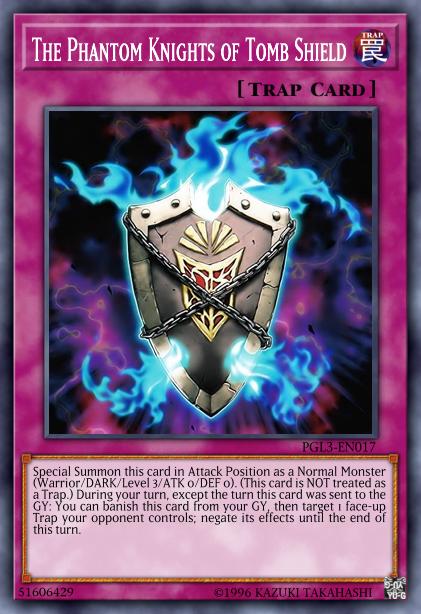 The Phantom Knights of Tomb Shield
TRAP
罠
[Trap Card]
PGL3-EN017
Special Summon this card in Attack Position as a Normal Monster
(Warrior/DARK/Level 3/ATK 0/DEF 0). (This card is NOT treated as
a Trap.) During your turn, except the turn this card was sent to the
GY: You can banish this card from your GY, then target 1 face-up
Trap your opponent controls; negate its effects until the end of
this turn.
51606429
©1996 KAZUKI TAKAHASHI